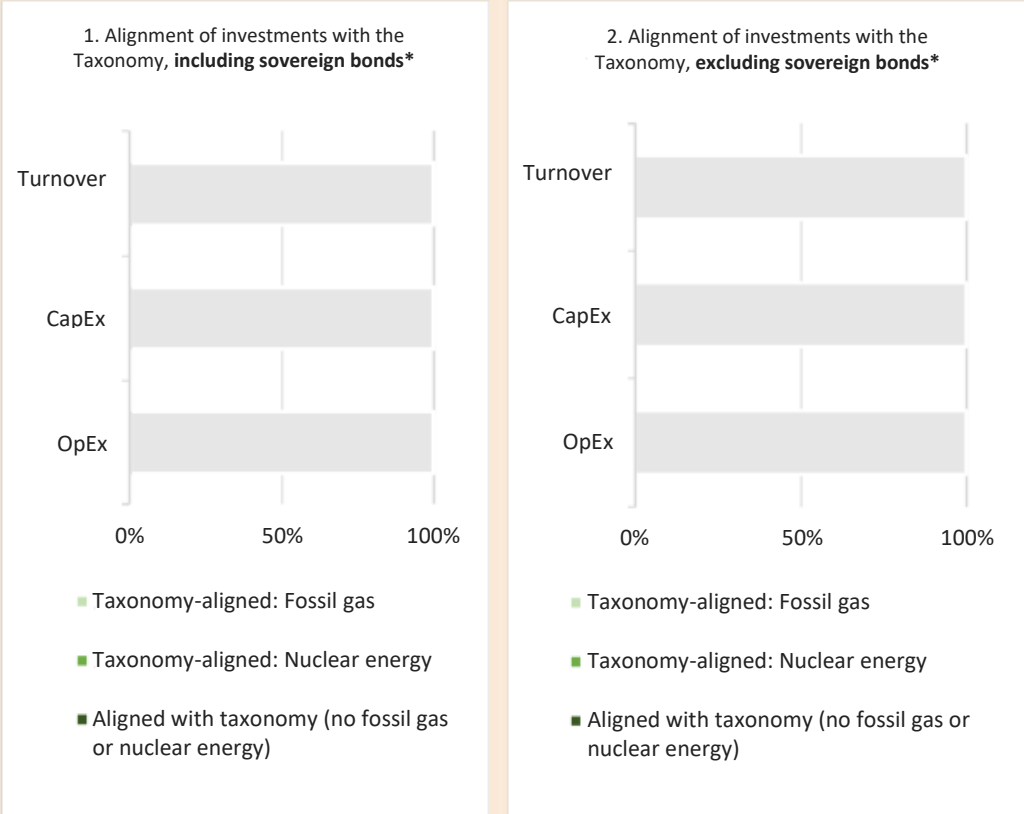 1. Alignment of investments with the
Taxonomy, including sovereign bonds*
Turnover
CapEx
OpEx
0% 50% 100%
Taxonomy-aligned: Fossil gas
Taxonomy-aligned: Nuclear energy
Aligned with taxonomy (no fossil gas
or nuclear energy)
2. Alignment of investments with the
Taxonomy, excluding sovereign bonds*
Turnover
CapEx
OpEx
0% 50% 100%
Taxonomy-aligned: Fossil gas
Taxonomy-aligned: Nuclear energy
Aligned with taxonomy (no fossil gas or
nuclear energy)